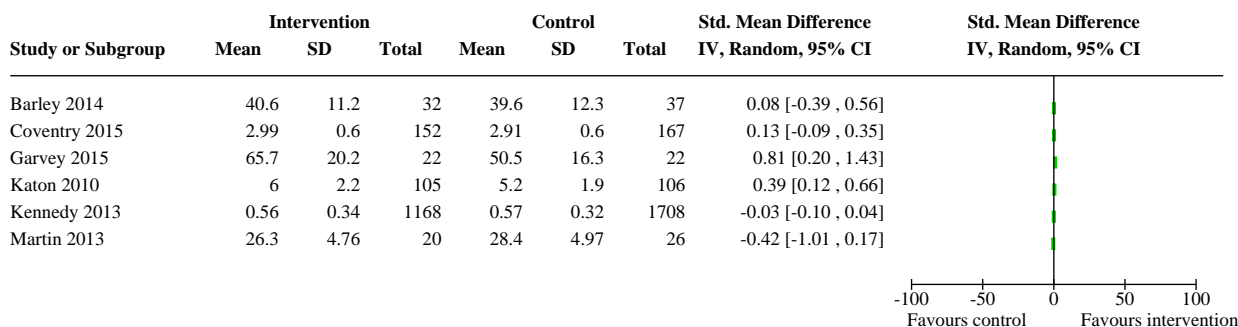 Intervention Control Std. Mean Difference Std. Mean Difference
Study or Subgroup Mean SD Total Mean SD Total IV, Random, 95% CI IV, Random, 95% CI
Barley 2014 40.6 11.2 32 39.6 12.3 37 0.08 [-0.39 , 0.56]
Coventry 2015 2.99 0.6 152 2.91 0.6 167 0.13 [-0.09 , 0.35]
Garvey 2015 65.7 20.2 22 50.5 16.3 22 0.81 [0.20 , 1.43]
Katon 2010 6 2.2 105 5.2 1.9 106 0.39 [0.12 , 0.66]
Kennedy 2013 0.56 0.34 1168 0.57 0.32 1708 -0.03 [-0.10 , 0.04]
Martin 2013 26.3 4.76 20 28.4 4.97 26 -0.42 [-1.01 , 0.17]
-100 -50 0 50 100
Favours control Favours intervention